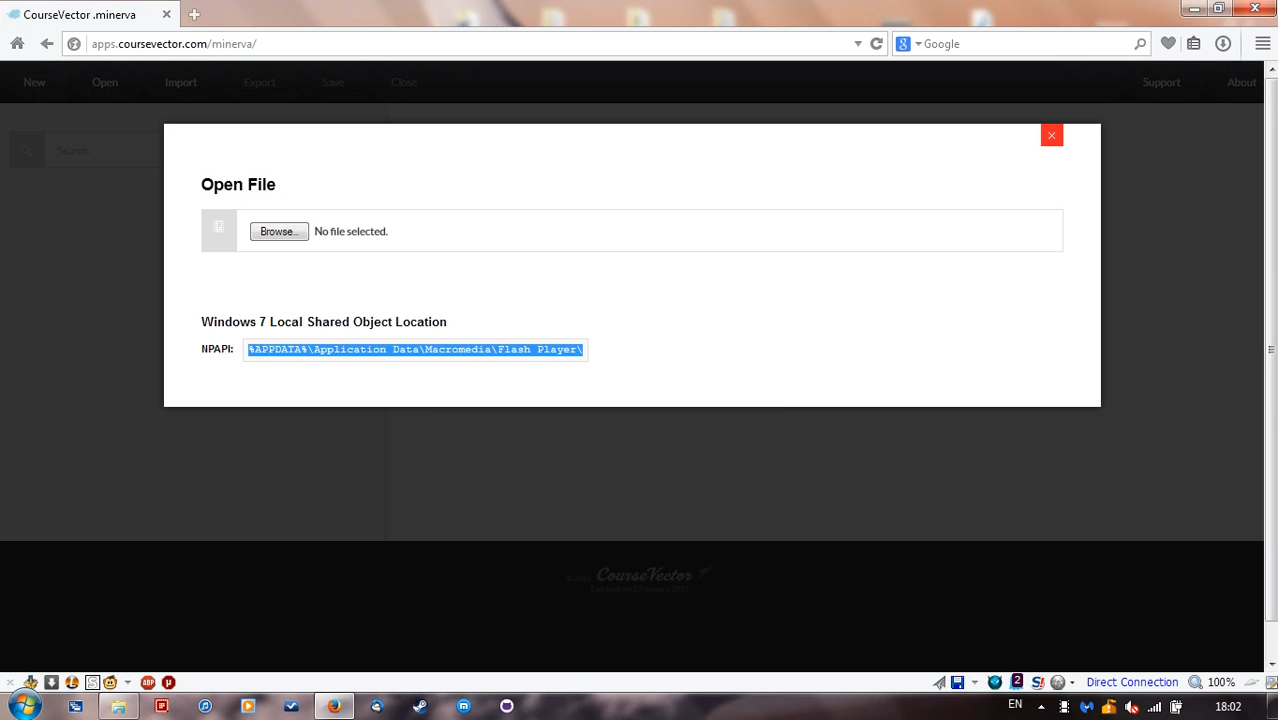 CourseVector .minerva
apps.coursevector.com/minerva/
Google
New Open Import Export Save Close Support About
Search
Open File
Browse... No file selected.
Windows 7 Local Shared Object Location
NPAPI: %APPDATA%\Application Data\Macromedia\Flash Player\
CourseVector
ABP
Direct Connection
100%
EN
18:02